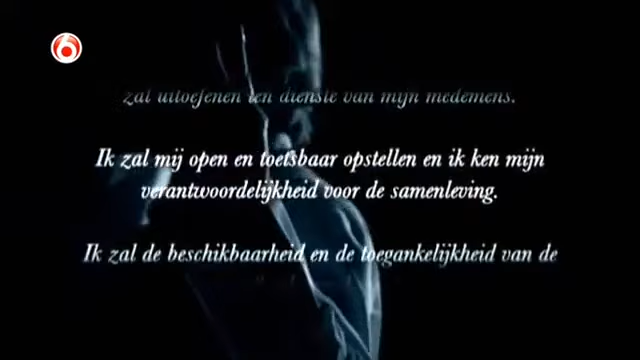 6
zal uitoefenen ten dienste van mijn medemens.
Ik zal mij open en toetsbaar opstellen en ik ken mijn
verantwoordelijkheid voor de samenleving.
Ik zal de beschikbaarheid en de toegankelijkheid van de